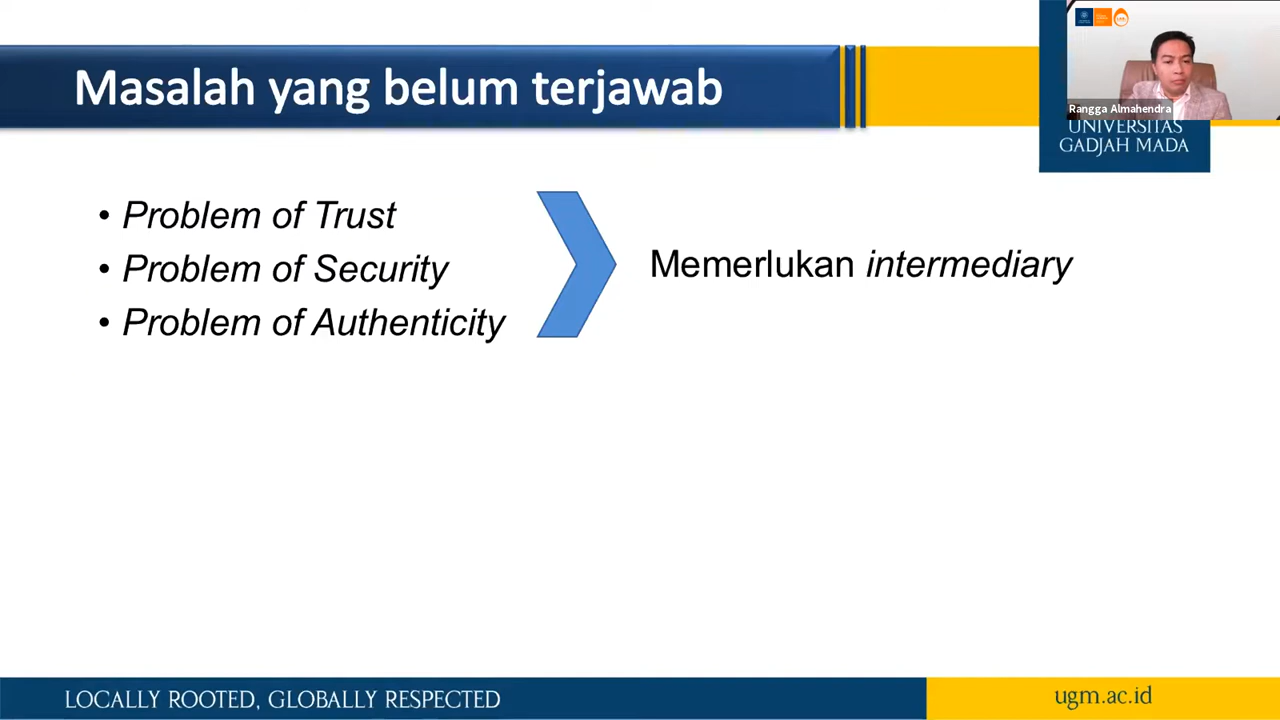 Masalah yang belum terjawab
Rangga Almahendra
UNIVERSITAS
GADJAH MADA
• Problem of Trust
• Problem of Security
• Problem of Authenticity
Memerlukan intermediary
LOCALLY ROOTED, GLOBALLY RESPECTED
ugm.ac.id